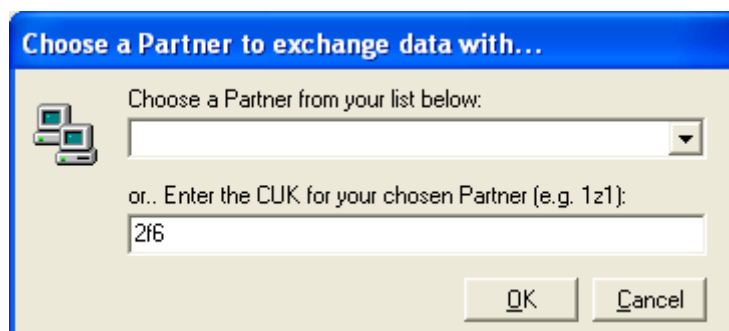 Choose a Partner to exchange data with...
Choose a Partner from your list below:
or.. Enter the CUK for your chosen Partner (e.g. 1z1):
2f6
OK Cancel